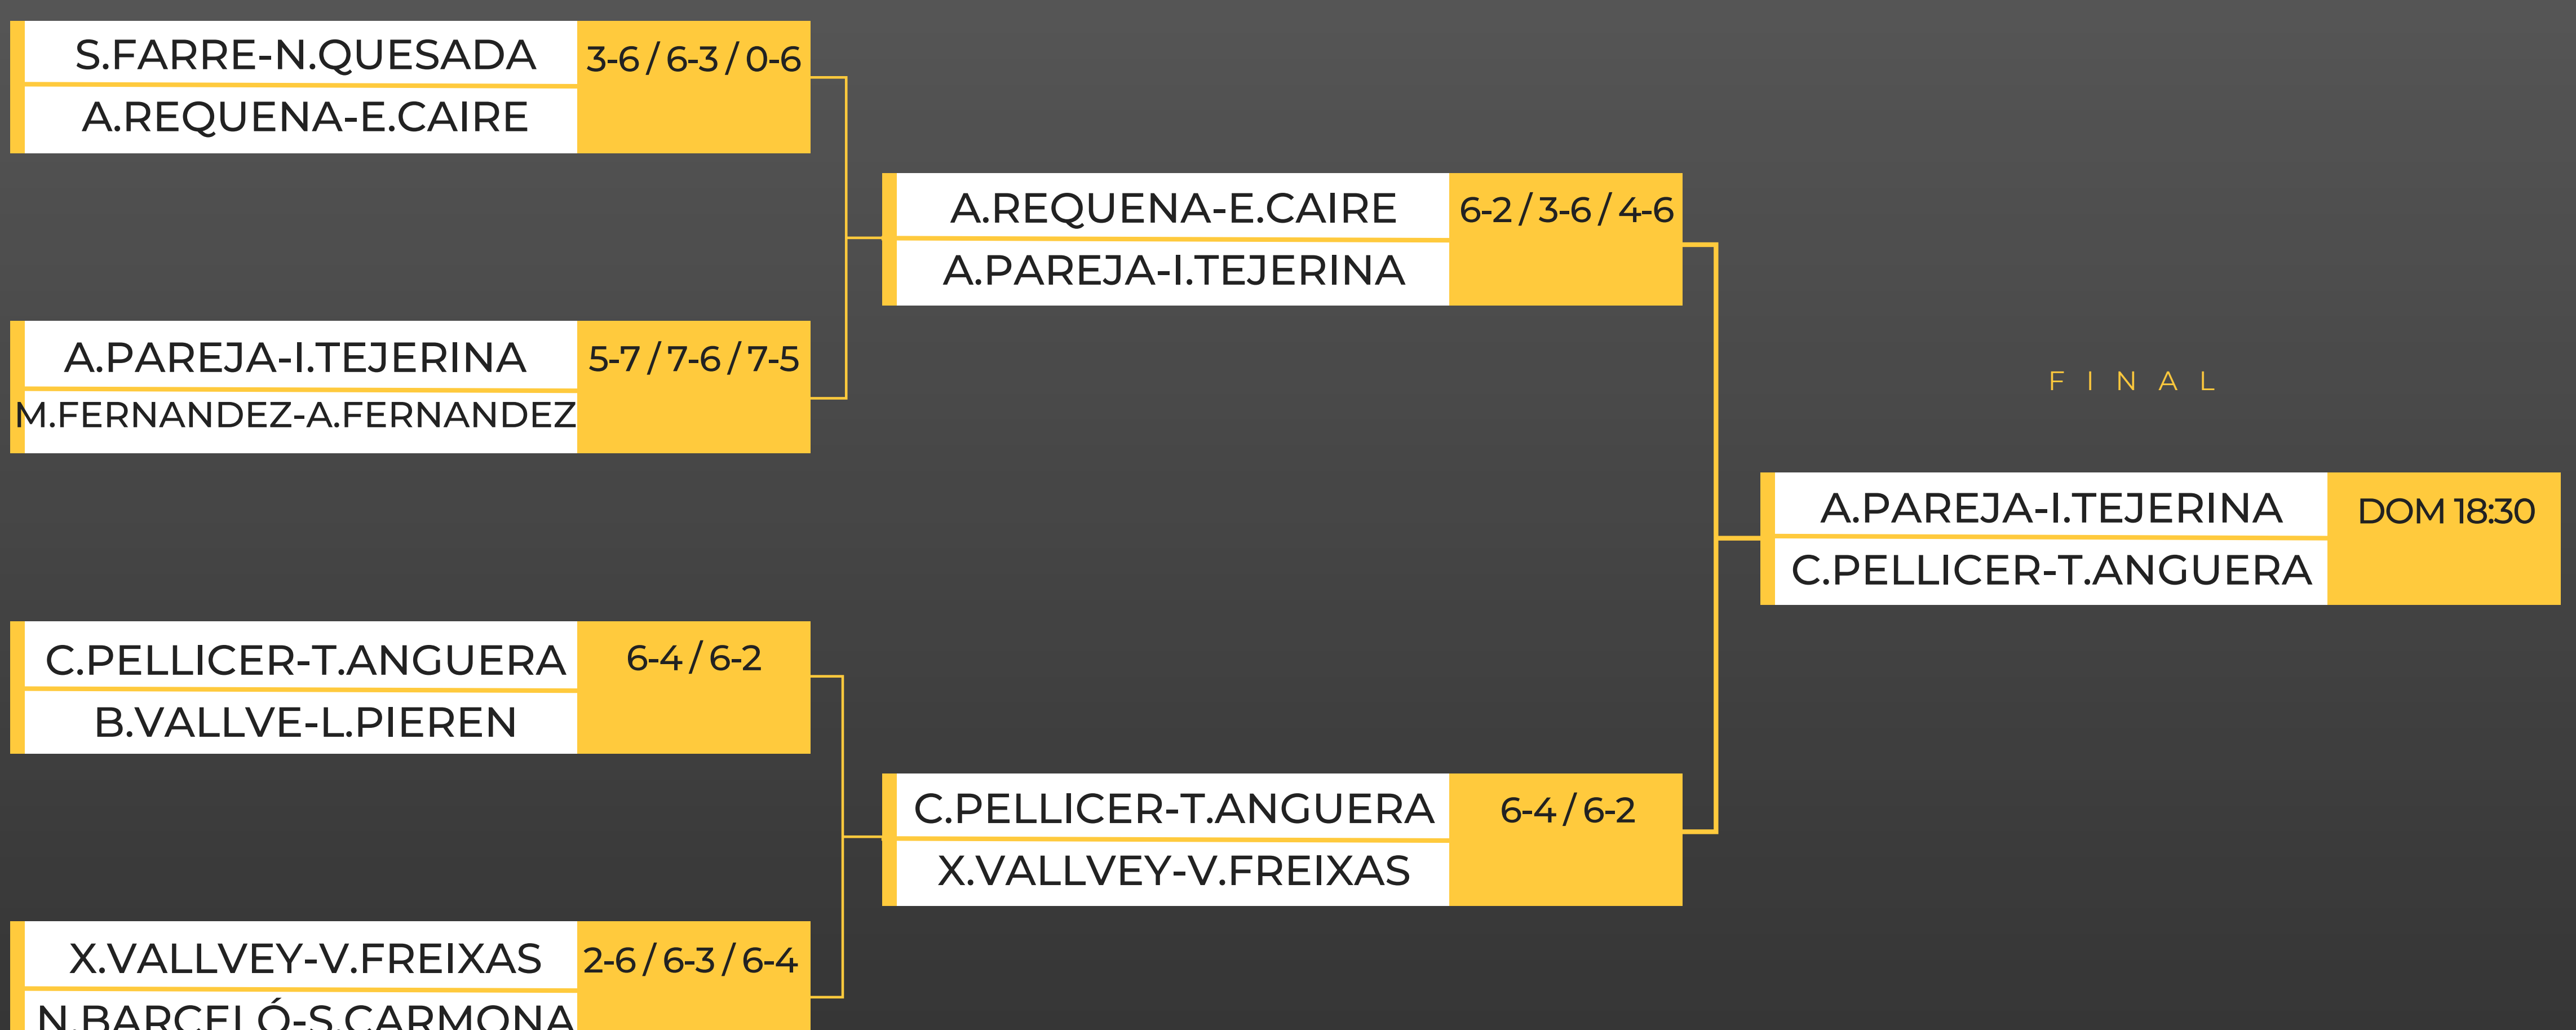 S.FARRE-N.QUESADA 3-6 / 6-3 / 0-6
A.REQUENA-E.CAIRE
A.PAREJA-I.TEJERINA 5-7 / 7-6 / 7-5
M.FERNANDEZ-A.FERNANDEZ
C.PELLICER-T.ANGUERA 6-4 / 6-2
B.VALLVE-L.PIEREN
X.VALLVEY-V.FREIXAS 2-6 / 6-3 / 6-4
N.BARCELÓ-S.CARMONA
A.REQUENA-E.CAIRE 6-2 / 3-6 / 4-6
A.PAREJA-I.TEJERINA
C.PELLICER-T.ANGUERA 6-4 / 6-2
X.VALLVEY-V.FREIXAS
FINAL
A.PAREJA-I.TEJERINA DOM 18:30
C.PELLICER-T.ANGUERA